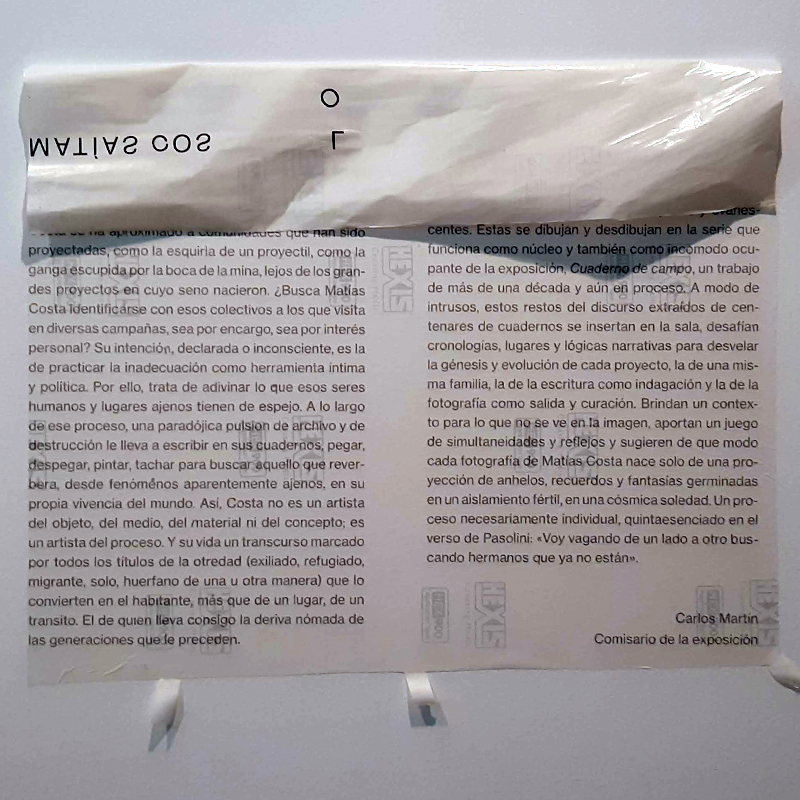 MATÍAS COS
O
L
se ha aproximado a comunidades que han sido
proyectadas, como la esquirla de un proyectil, como la
ganga escupida por la boca de la mina, lejos de los gran-
des proyectos en cuyo seno nacieron. ¿Busca Matías
Costa identificarse con esos colectivos a los que visita
en diversas campañas, sea por encargo, sea por interés
personal? Su intención, declarada o inconsciente, es la
de practicar la inadecuación como herramienta íntima
y política. Por ello, trata de adivinar lo que esos seres
humanos y lugares ajenos tienen de espejo. A lo largo
de ese proceso, una paradójica pulsion de archivo y de
destrucción le lleva a escribir en sus cuadernos, pegar,
despegar, pintar, tachar para buscar aquello que rever-
bera, desde fenómenos aparentemente ajenos, en su
propia vivencia del mundo. Así, Costa no es un artista
del objeto, del medio, del material ni del concepto; es
un artista del proceso. Y su vida un transcurso marcado
por todos los títulos de la otredad (exiliado, refugiado,
migrante, solo, huerfano de una u otra manera) que lo
convierten en el habitante, más que de un lugar, de un
transito. El de quien lleva consigo la deriva nómada de
las generaciones que le preceden.
y evanes-
centes. Estas se dibujan y desdibujan en la serie que
funciona como núcleo y también como incómodo ocu-
pante de la exposición, Cuaderno de campo, un trabajo
de más de una década y aún en proceso. A modo de
intrusos, estos restos del discurso extraídos de cen-
tenares de cuadernos se insertan en la sala, desafían
cronologías, lugares y lógicas narrativas para desvelar
la génesis y evolución de cada proyecto, la de una mis-
ma familia, la de la escritura como indagación y la de la
fotografía como salida y curación. Brindan un contex-
to para lo que no se ve en la imagen, aportan un juego
de simultaneidades y reflejos y sugieren de que modo
cada fotografía de Matías Costa nace solo de una pro-
yección de anhelos, recuerdos y fantasías germinadas
en un aislamiento fértil, en una cósmica soledad. Un pro-
ceso necesariamente individual, quintaesenciado en el
verso de Pasolini: «Voy vagando de un lado a otro bus-
cando hermanos que ya no están».
Carlos Martín
Comisario de la exposición
HEXIS
HEXIS
HEXIS
HEXIS
HEXIS